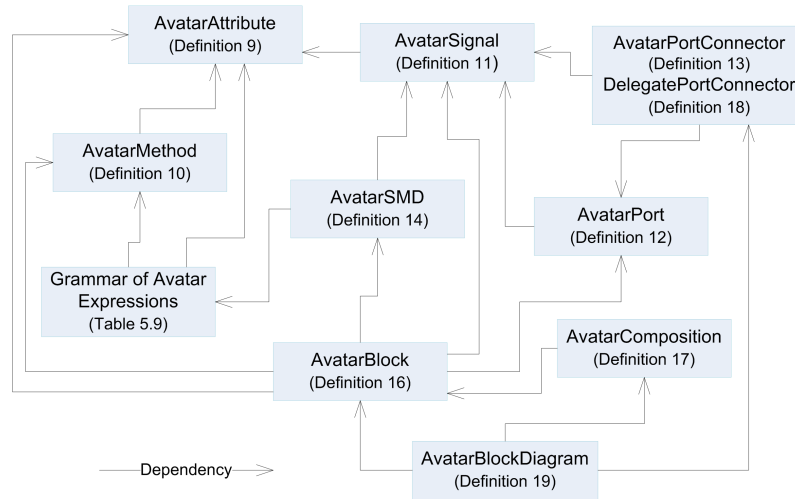 AvatarAttribute
(Definition 9)
AvatarSignal
(Definition 11)
AvatarPortConnector
(Definition 13)
DelegatePortConnector
(Definition 18)
AvatarMethod
(Definition 10)
AvatarSMD
(Definition 14)
AvatarPort
(Definition 12)
Grammar of Avatar
Expressions
(Table 5.9)
AvatarBlock
(Definition 16)
AvatarComposition
(Definition 17)
AvatarBlockDiagram
(Definition 19)
Dependency